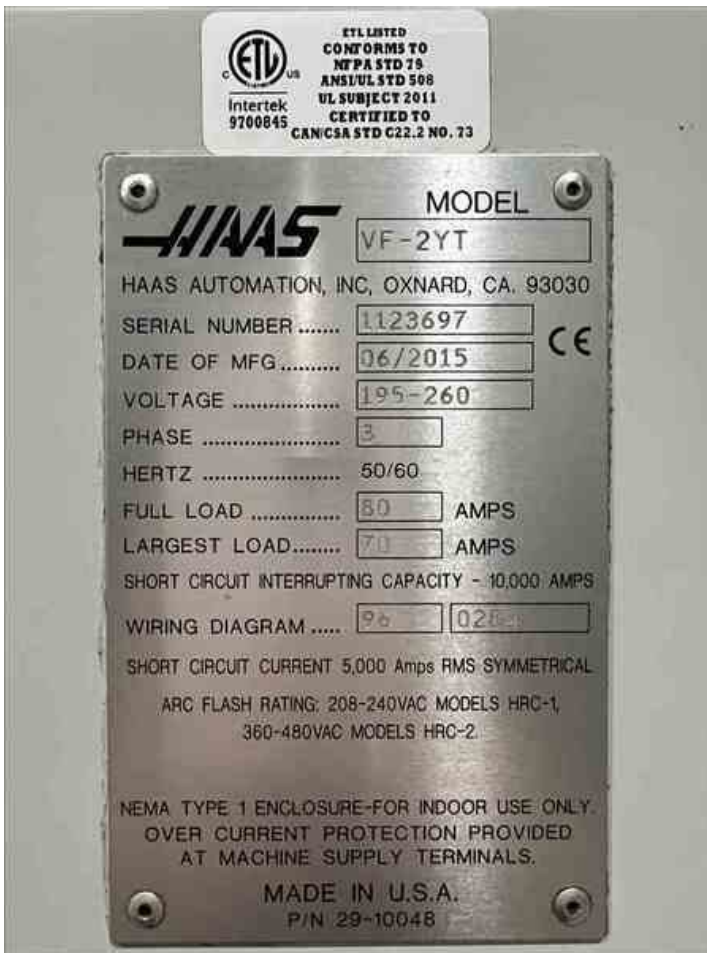 ETL LISTED
CONFORMS TO
NFPA STD 79
ANSI/UL STD 508
UL SUBJECT 2011
CERTIFIED TO
CAN/CSA STD C22.2 NO. 73
C ETL US
Intertek
9700845
HAAS
MODEL
VF-2YT
HAAS AUTOMATION, INC, OXNARD, CA. 93030
SERIAL NUMBER ....... 1123697
CE
DATE OF MFG .......... 06/2015
VOLTAGE .................. 195-260
PHASE ....................... 3
HERTZ ....................... 50/60
FULL LOAD ............... 80 AMPS
LARGEST LOAD........ 70 AMPS
SHORT CIRCUIT INTERRUPTING CAPACITY - 10,000 AMPS
WIRING DIAGRAM ..... 96
SHORT CIRCUIT CURRENT 5,000 Amps RMS SYMMETRICAL
ARC FLASH RATING: 208-240VAC MODELS HRC-1,
360-480VAC MODELS HRC-2.
NEMA TYPE 1 ENCLOSURE-FOR INDOOR USE ONLY.
OVER CURRENT PROTECTION PROVIDED
AT MACHINE SUPPLY TERMINALS.
MADE IN U.S.A.
P/N 29-10048